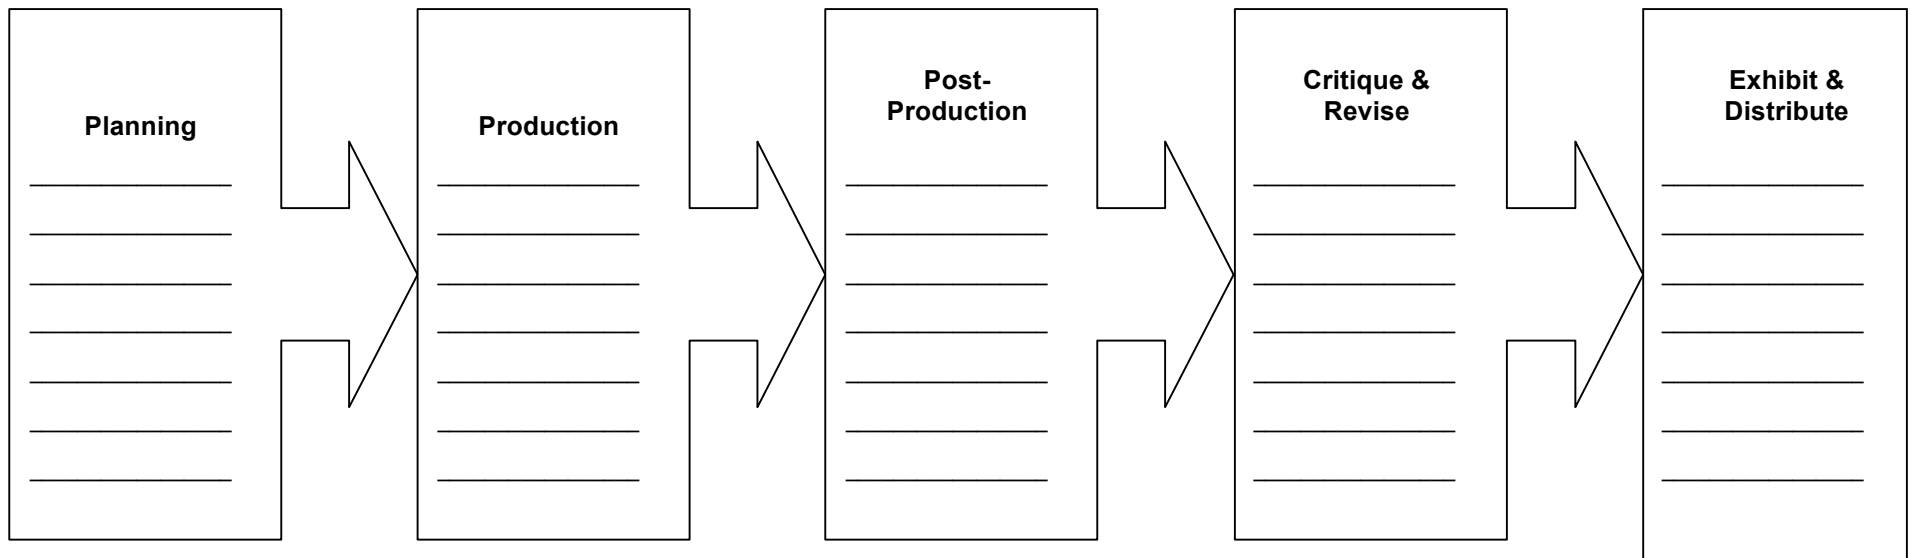 Planning
Production
Post-
Production
Critique &
Revise
Exhibit &
Distribute